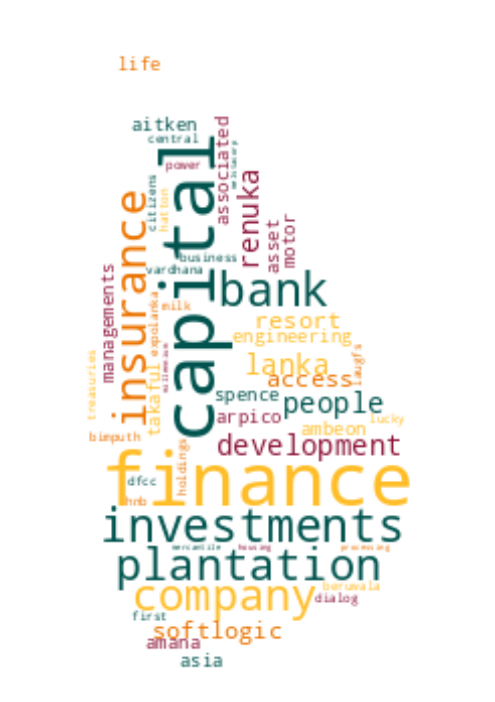 life
aitken
central
capital
associated
power
renuka
citizens
hatton
insurance
asset
motor
business
vardhana
managements
bank
expolanka
milk
resort
engineering
treasuries
takaful
lanka
access
laugfs
spence
people
arpico
lucky
ambeon
bimputh
development
holdings
finance
dfcc
hnb
investments
mercantile
housing
processing
plantation
company
beruwala
dialog
first
softlogic
amana
asia